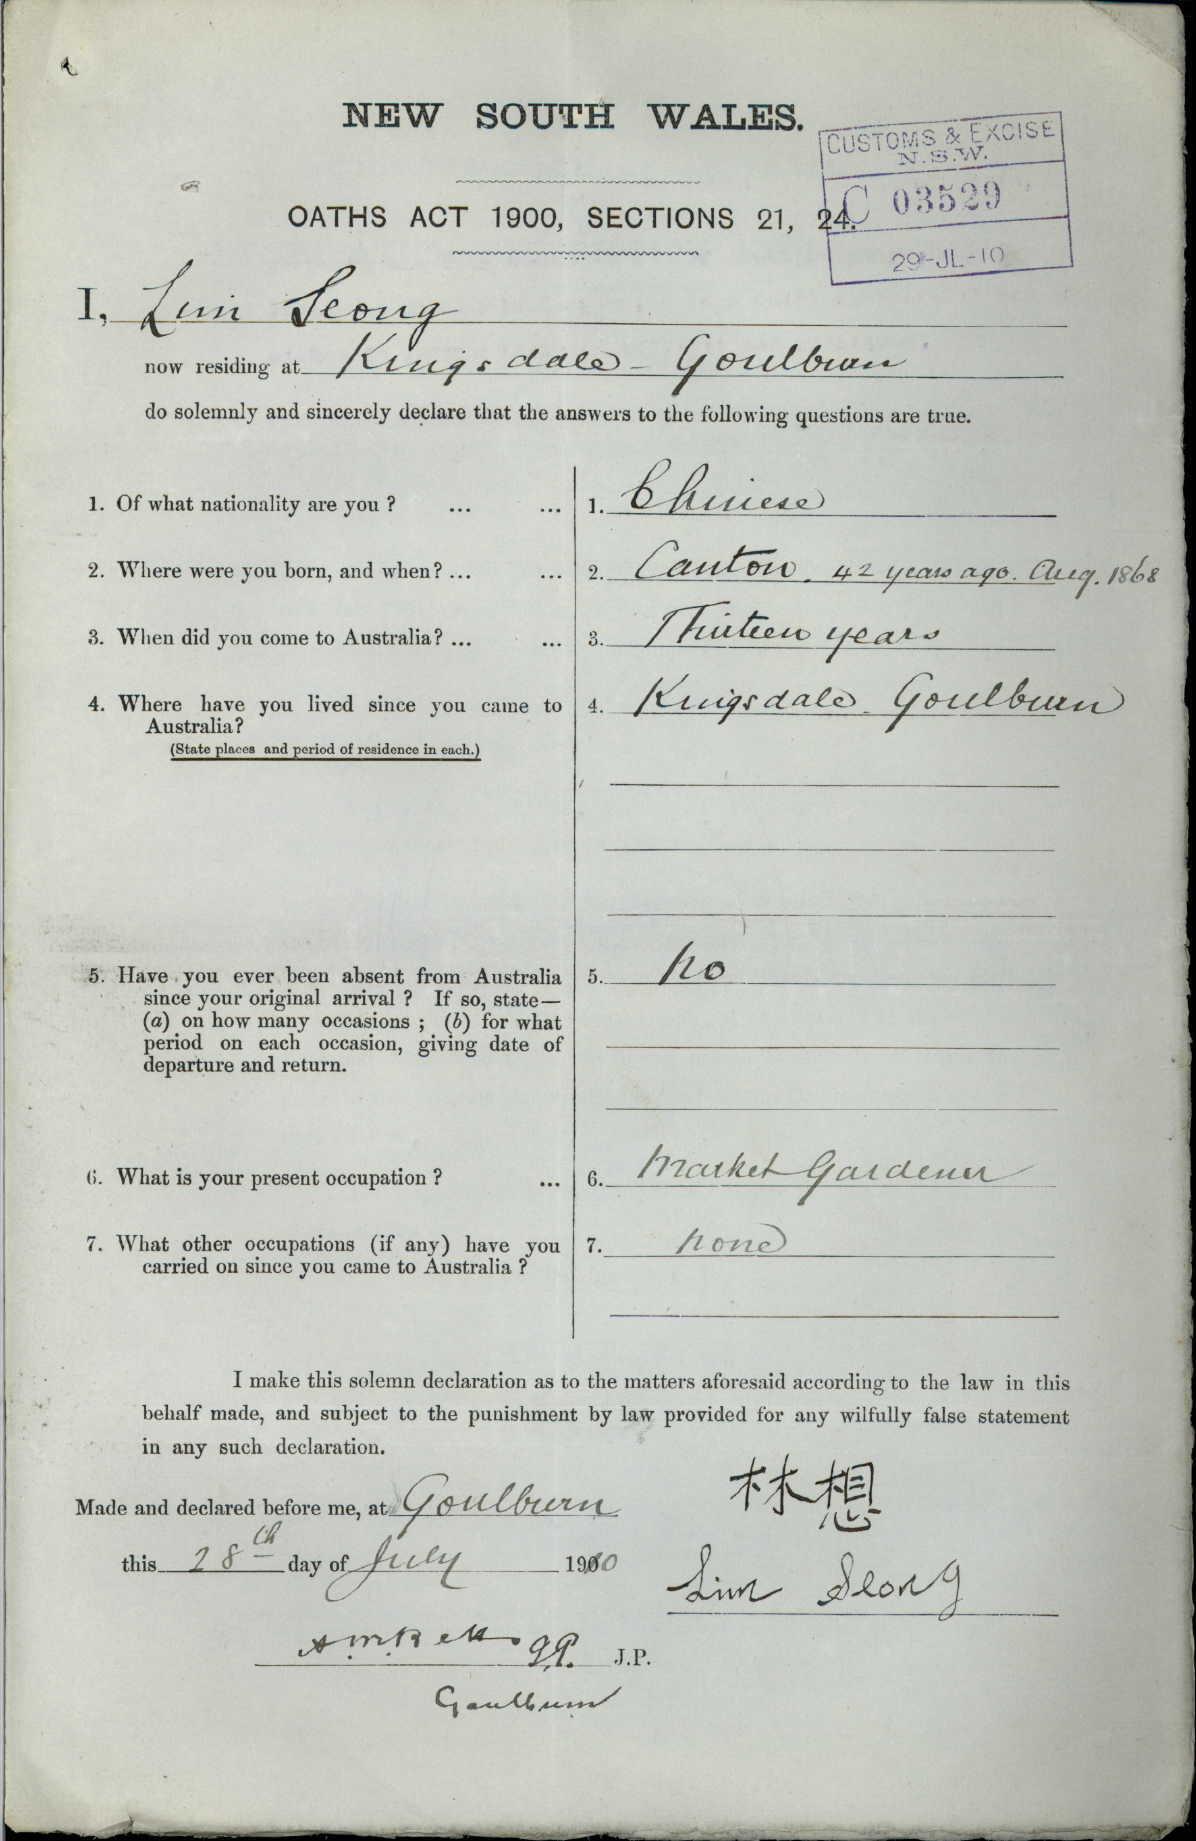 NEW SOUTH WALES.
CUSTOMS & EXCISE
N.S.W.
C 03529
29-JL-10
OATHS ACT 1900, SECTIONS 21, 24.
I, Lim Seong
now residing at Kingsdale - Goulburn
do solemnly and sincerely declare that the answers to the following questions are true.
1. Of what nationality are you ? ... ... 1. Chinese
2. Where were you born, and when? ... ... 2. Canton. 42 years ago. Aug. 1868
3. When did you come to Australia? ... ... 3. Thirteen years
4. Where have you lived since you came to 4. Kingsdale. Goulburn
Australia?
(State places and period of residence in each.)
5. Have you ever been absent from Australia 5. No
since your original arrival ? If so, state—
(a) on how many occasions ; (b) for what
period on each occasion, giving date of
departure and return.
6. What is your present occupation ? ... 6. Market Gardener
7. What other occupations (if any) have you 7. None
carried on since you came to Australia ?
I make this solemn declaration as to the matters aforesaid according to the law in this
behalf made, and subject to the punishment by law provided for any wilfully false statement
in any such declaration.
林想
Made and declared before me, at Goulburn
this 28th day of July 1910
Lim Seong
J.P. J.P.
Goulburn